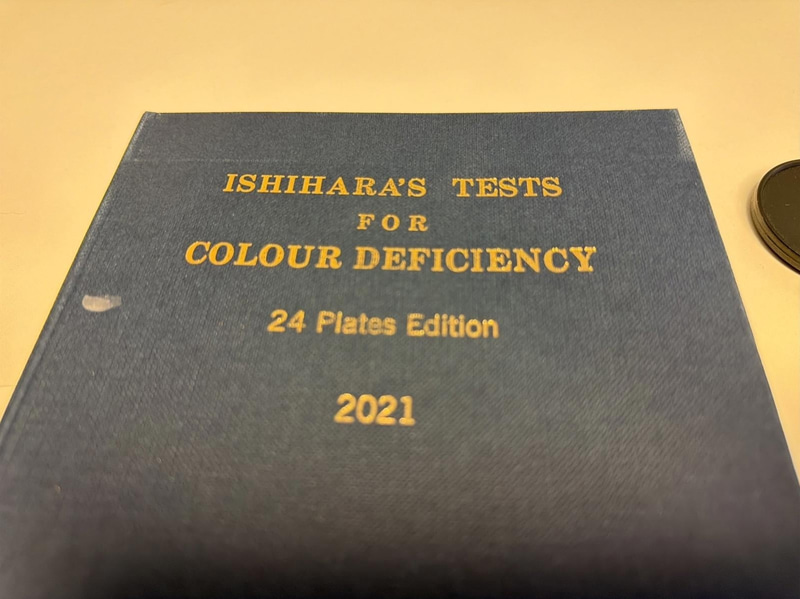 ISHIHARA'S TESTS
FOR
COLOUR DEFICIENCY
24 Plates Edition
2021